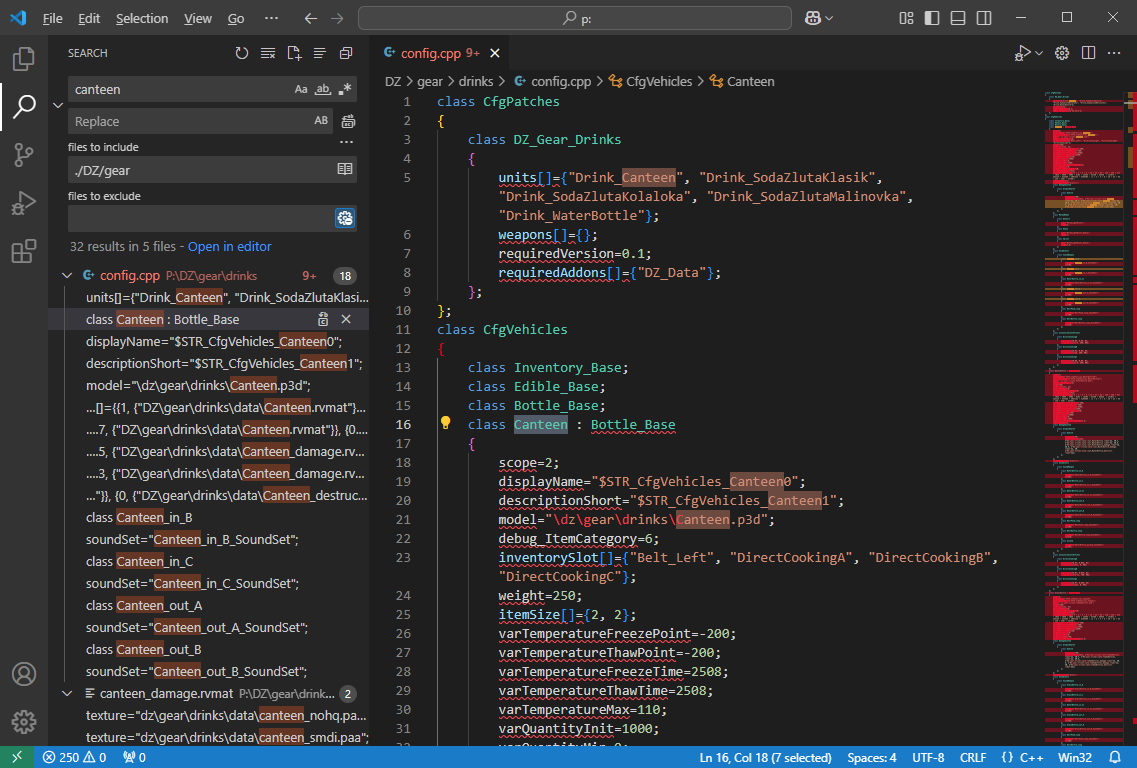 File Edit Selection View Go ··· p:
SEARCH
canteen Aa ab .*
Replace AB
files to include ···
./DZ/gear
files to exclude
32 results in 5 files - Open in editor
config.cpp P:\DZ\gear\drinks 9+ 18
units[]={"Drink_Canteen", "Drink_SodaZlutaKlasi...
class Canteen : Bottle_Base
displayName="$STR_CfgVehicles_Canteen0";
descriptionShort="$STR_CfgVehicles_Canteen1";
model="\dz\gear\drinks\Canteen.p3d";
...[]={{1, {"DZ\gear\drinks\data\Canteen.rvmat"}...
....7, {"DZ\gear\drinks\data\Canteen.rvmat"}}, {0....
....5, {"DZ\gear\drinks\data\Canteen_damage.rv...
....3, {"DZ\gear\drinks\data\Canteen_damage.rv...
..."}}, {0, {"DZ\gear\drinks\data\Canteen_destruc...
class Canteen_in_B
soundSet="Canteen_in_B_SoundSet";
class Canteen_in_C
soundSet="Canteen_in_C_SoundSet";
class Canteen_out_A
soundSet="Canteen_out_A_SoundSet";
class Canteen_out_B
soundSet="Canteen_out_B_SoundSet";
canteen_damage.rvmat P:\DZ\gear\drink... 2
texture="dz\gear\drinks\data\canteen_nohq.pa...
texture="dz\gear\drinks\data\canteen_smdi.paa";
config.cpp 9+
DZ > gear > drinks > config.cpp > CfgVehicles > Canteen
1 class CfgPatches
2 {
3 class DZ_Gear_Drinks
4 {
5 units[]={"Drink_Canteen", "Drink_SodaZlutaKlasik",
"Drink_SodaZlutaKolaloka", "Drink_SodaZlutaMalinovka",
"Drink_WaterBottle"};
6 weapons[]={};
7 requiredVersion=0.1;
8 requiredAddons[]={"DZ_Data"};
9 };
10 };
11 class CfgVehicles
12 {
13 class Inventory_Base;
14 class Edible_Base;
15 class Bottle_Base;
16 class Canteen : Bottle_Base
17 {
18 scope=2;
19 displayName="$STR_CfgVehicles_Canteen0";
20 descriptionShort="$STR_CfgVehicles_Canteen1";
21 model="\dz\gear\drinks\Canteen.p3d";
22 debug_ItemCategory=6;
23 inventorySlot[]={"Belt_Left", "DirectCookingA", "DirectCookingB",
"DirectCookingC"};
24 weight=250;
25 itemSize[]={2, 2};
26 varTemperatureFreezePoint=-200;
27 varTemperatureThawPoint=-200;
28 varTemperatureFreezeTime=2508;
29 varTemperatureThawTime=2508;
30 varTemperatureMax=110;
31 varQuantityInit=1000;
250 0 0 Ln 16, Col 18 (7 selected) Spaces: 4 UTF-8 CRLF {} C++ Win32